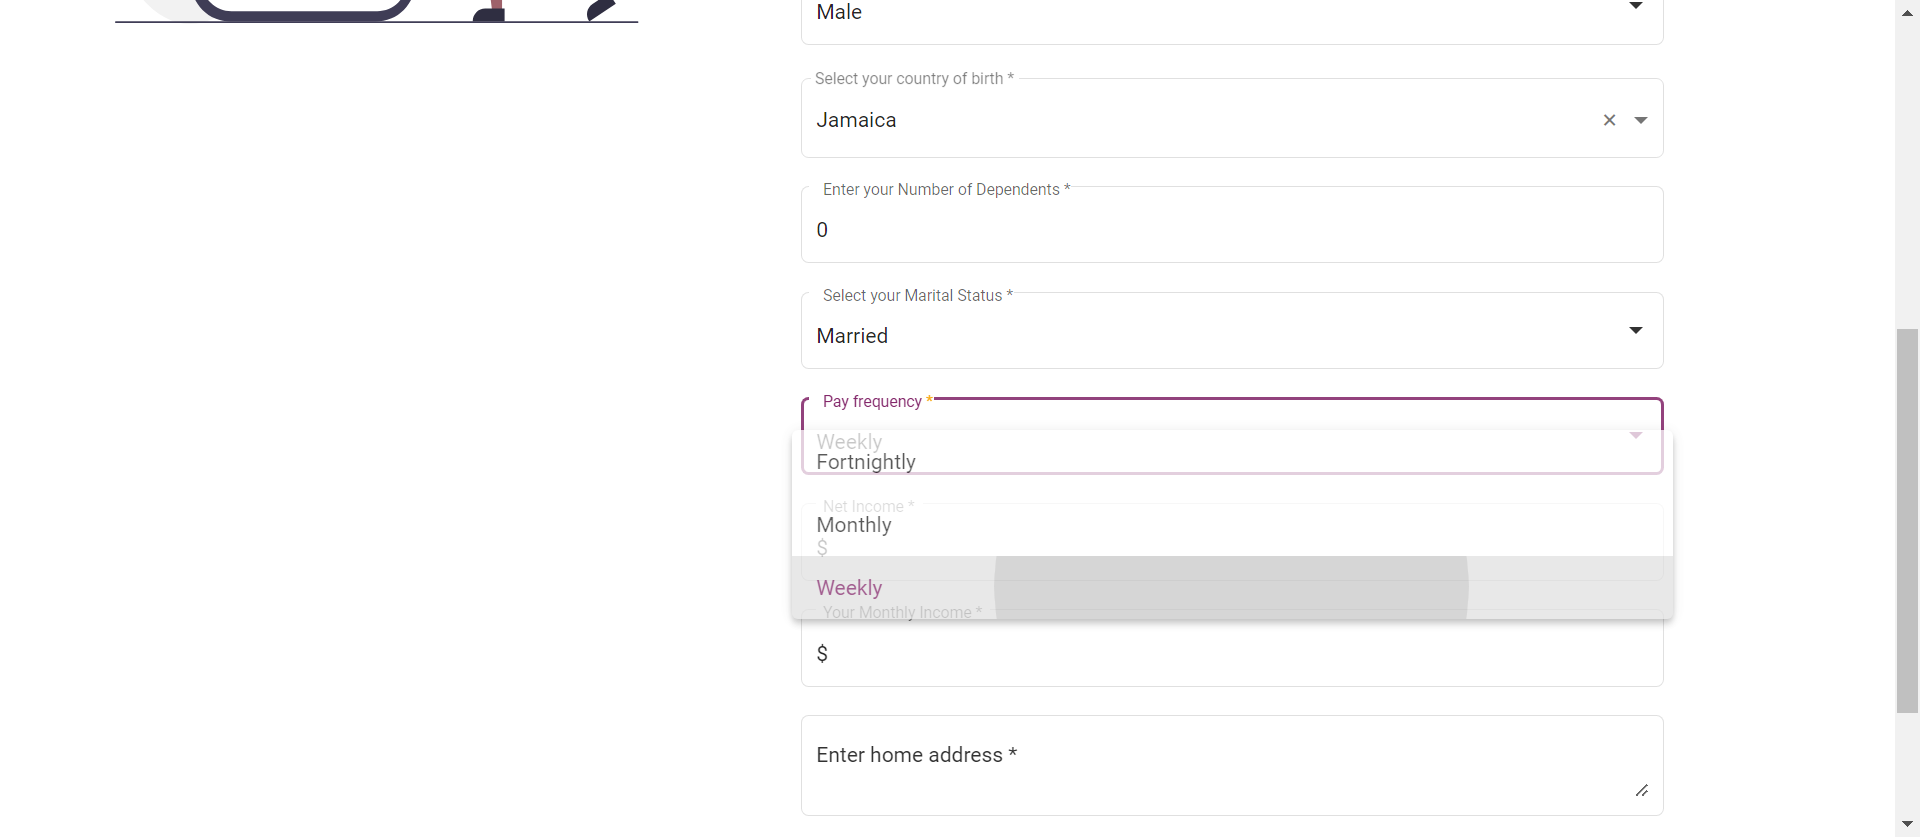 Male
Select your country of birth *
Jamaica
Enter your Number of Dependents *
0
Select your Marital Status *
Married
Pay frequency *
Weekly
Fortnightly
Net Income *
Monthly
$
Weekly
Your Monthly Income *
$
Enter home address *